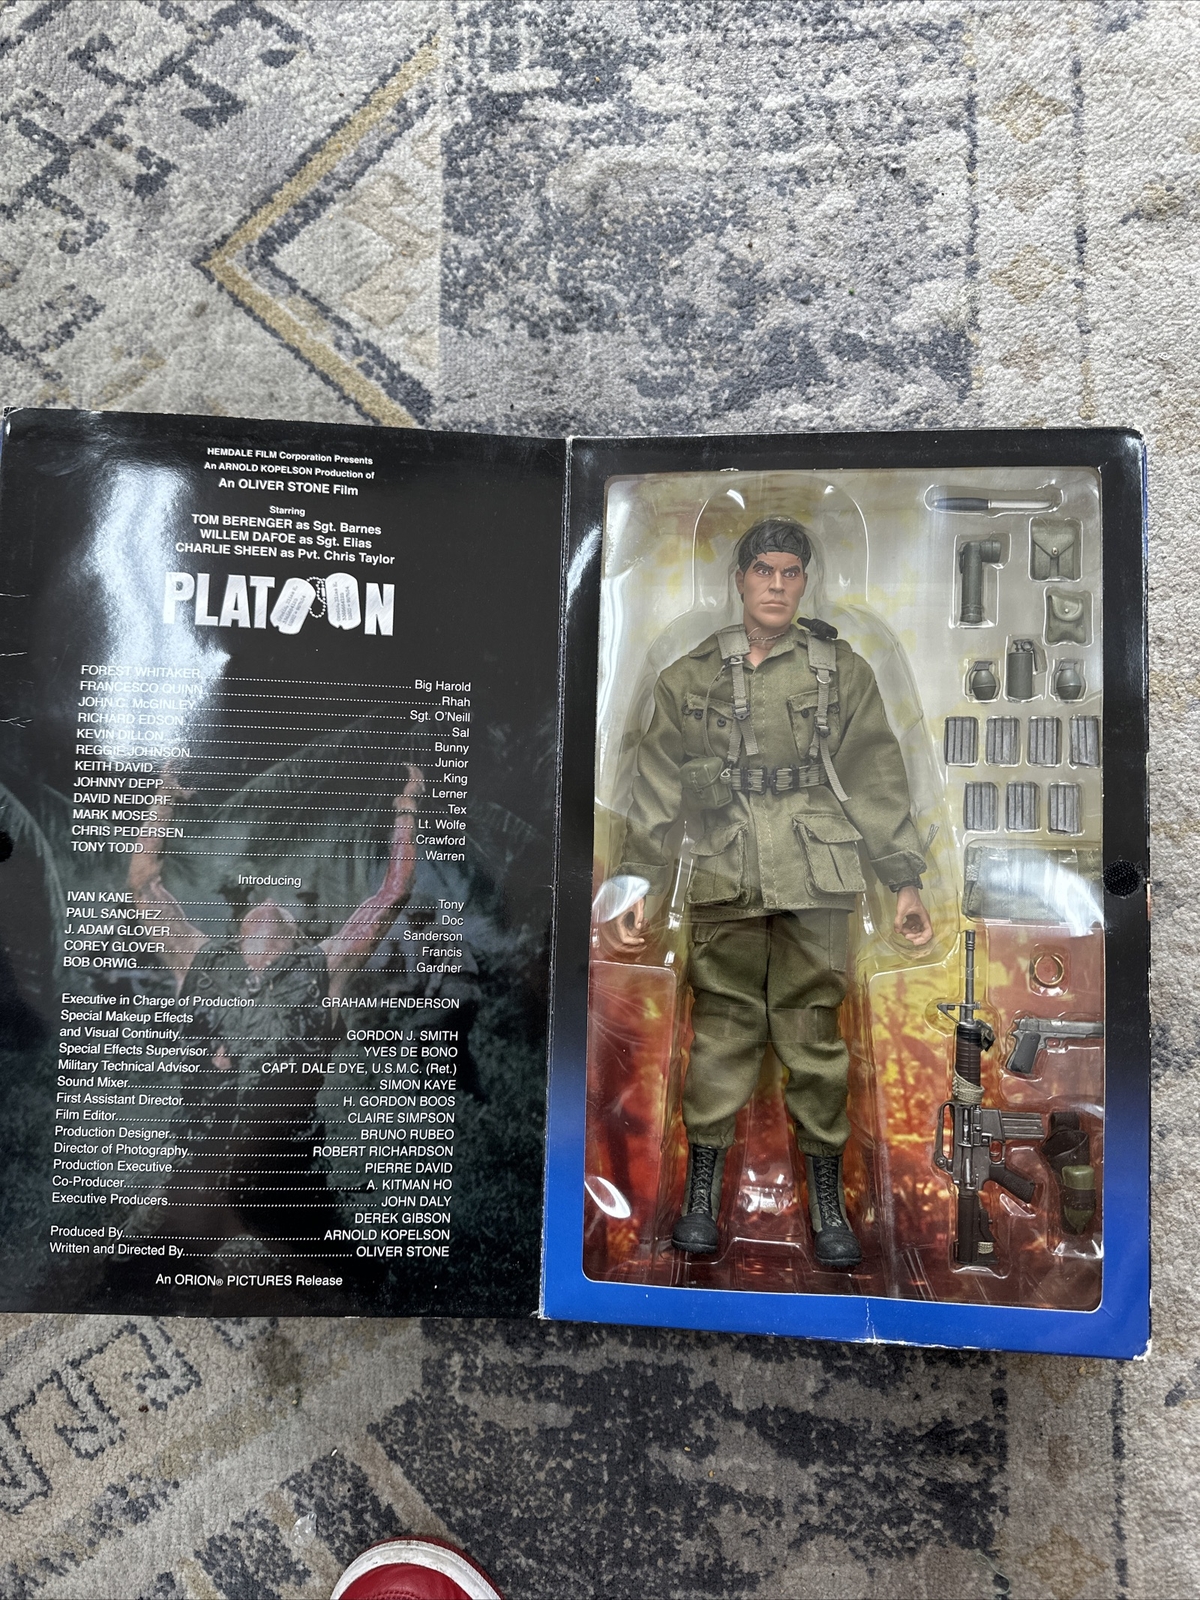 HEMDALE FILM Corporation Presents
An ARNOLD KOPELSON Production of
An OLIVER STONE Film
Starring
TOM BERENGER as Sgt. Barnes
WILLEM DAFOE as Sgt. Elias
CHARLIE SHEEN as Pvt. Chris Taylor
PLATOON
FOREST WHITAKER Big Harold
FRANCESCO QUINN Rhah
JOHN C. McGINLEY Sgt. O'Neill
RICHARD EDSON Sal
KEVIN DILLON Bunny
REGGIE JOHNSON Junior
KEITH DAVID King
JOHNNY DEPP Lerner
DAVID NEIDORF Tex
MARK MOSES Lt. Wolfe
CHRIS PEDERSEN Crawford
TONY TODD Warren
Introducing
IVAN KANE Tony
PAUL SANCHEZ Doc
J. ADAM GLOVER Sanderson
COREY GLOVER Francis
BOB ORWIG Gardner
Executive in Charge of Production GRAHAM HENDERSON
Special Makeup Effects
and Visual Continuity GORDON J. SMITH
Special Effects Supervisor YVES DE BONO
Military Technical Advisor CAPT. DALE DYE, U.S.M.C. (Ret.)
Sound Mixer SIMON KAYE
First Assistant Director H. GORDON BOOS
Film Editor CLAIRE SIMPSON
Production Designer BRUNO RUBEO
Director of Photography ROBERT RICHARDSON
Production Executive PIERRE DAVID
Co-Producer A. KITMAN HO
Executive Producers JOHN DALY
DEREK GIBSON
Produced By ARNOLD KOPELSON
Written and Directed By OLIVER STONE
An ORION® PICTURES Release